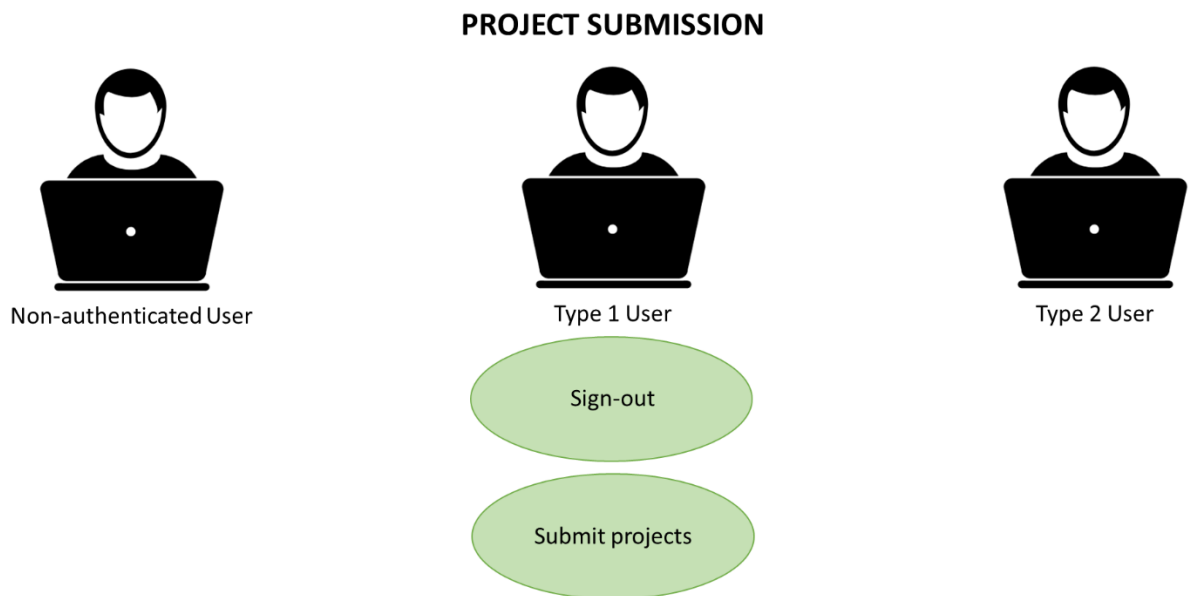 PROJECT SUBMISSION
Non-authenticated User
Type 1 User
Type 2 User
Sign-out
Submit projects